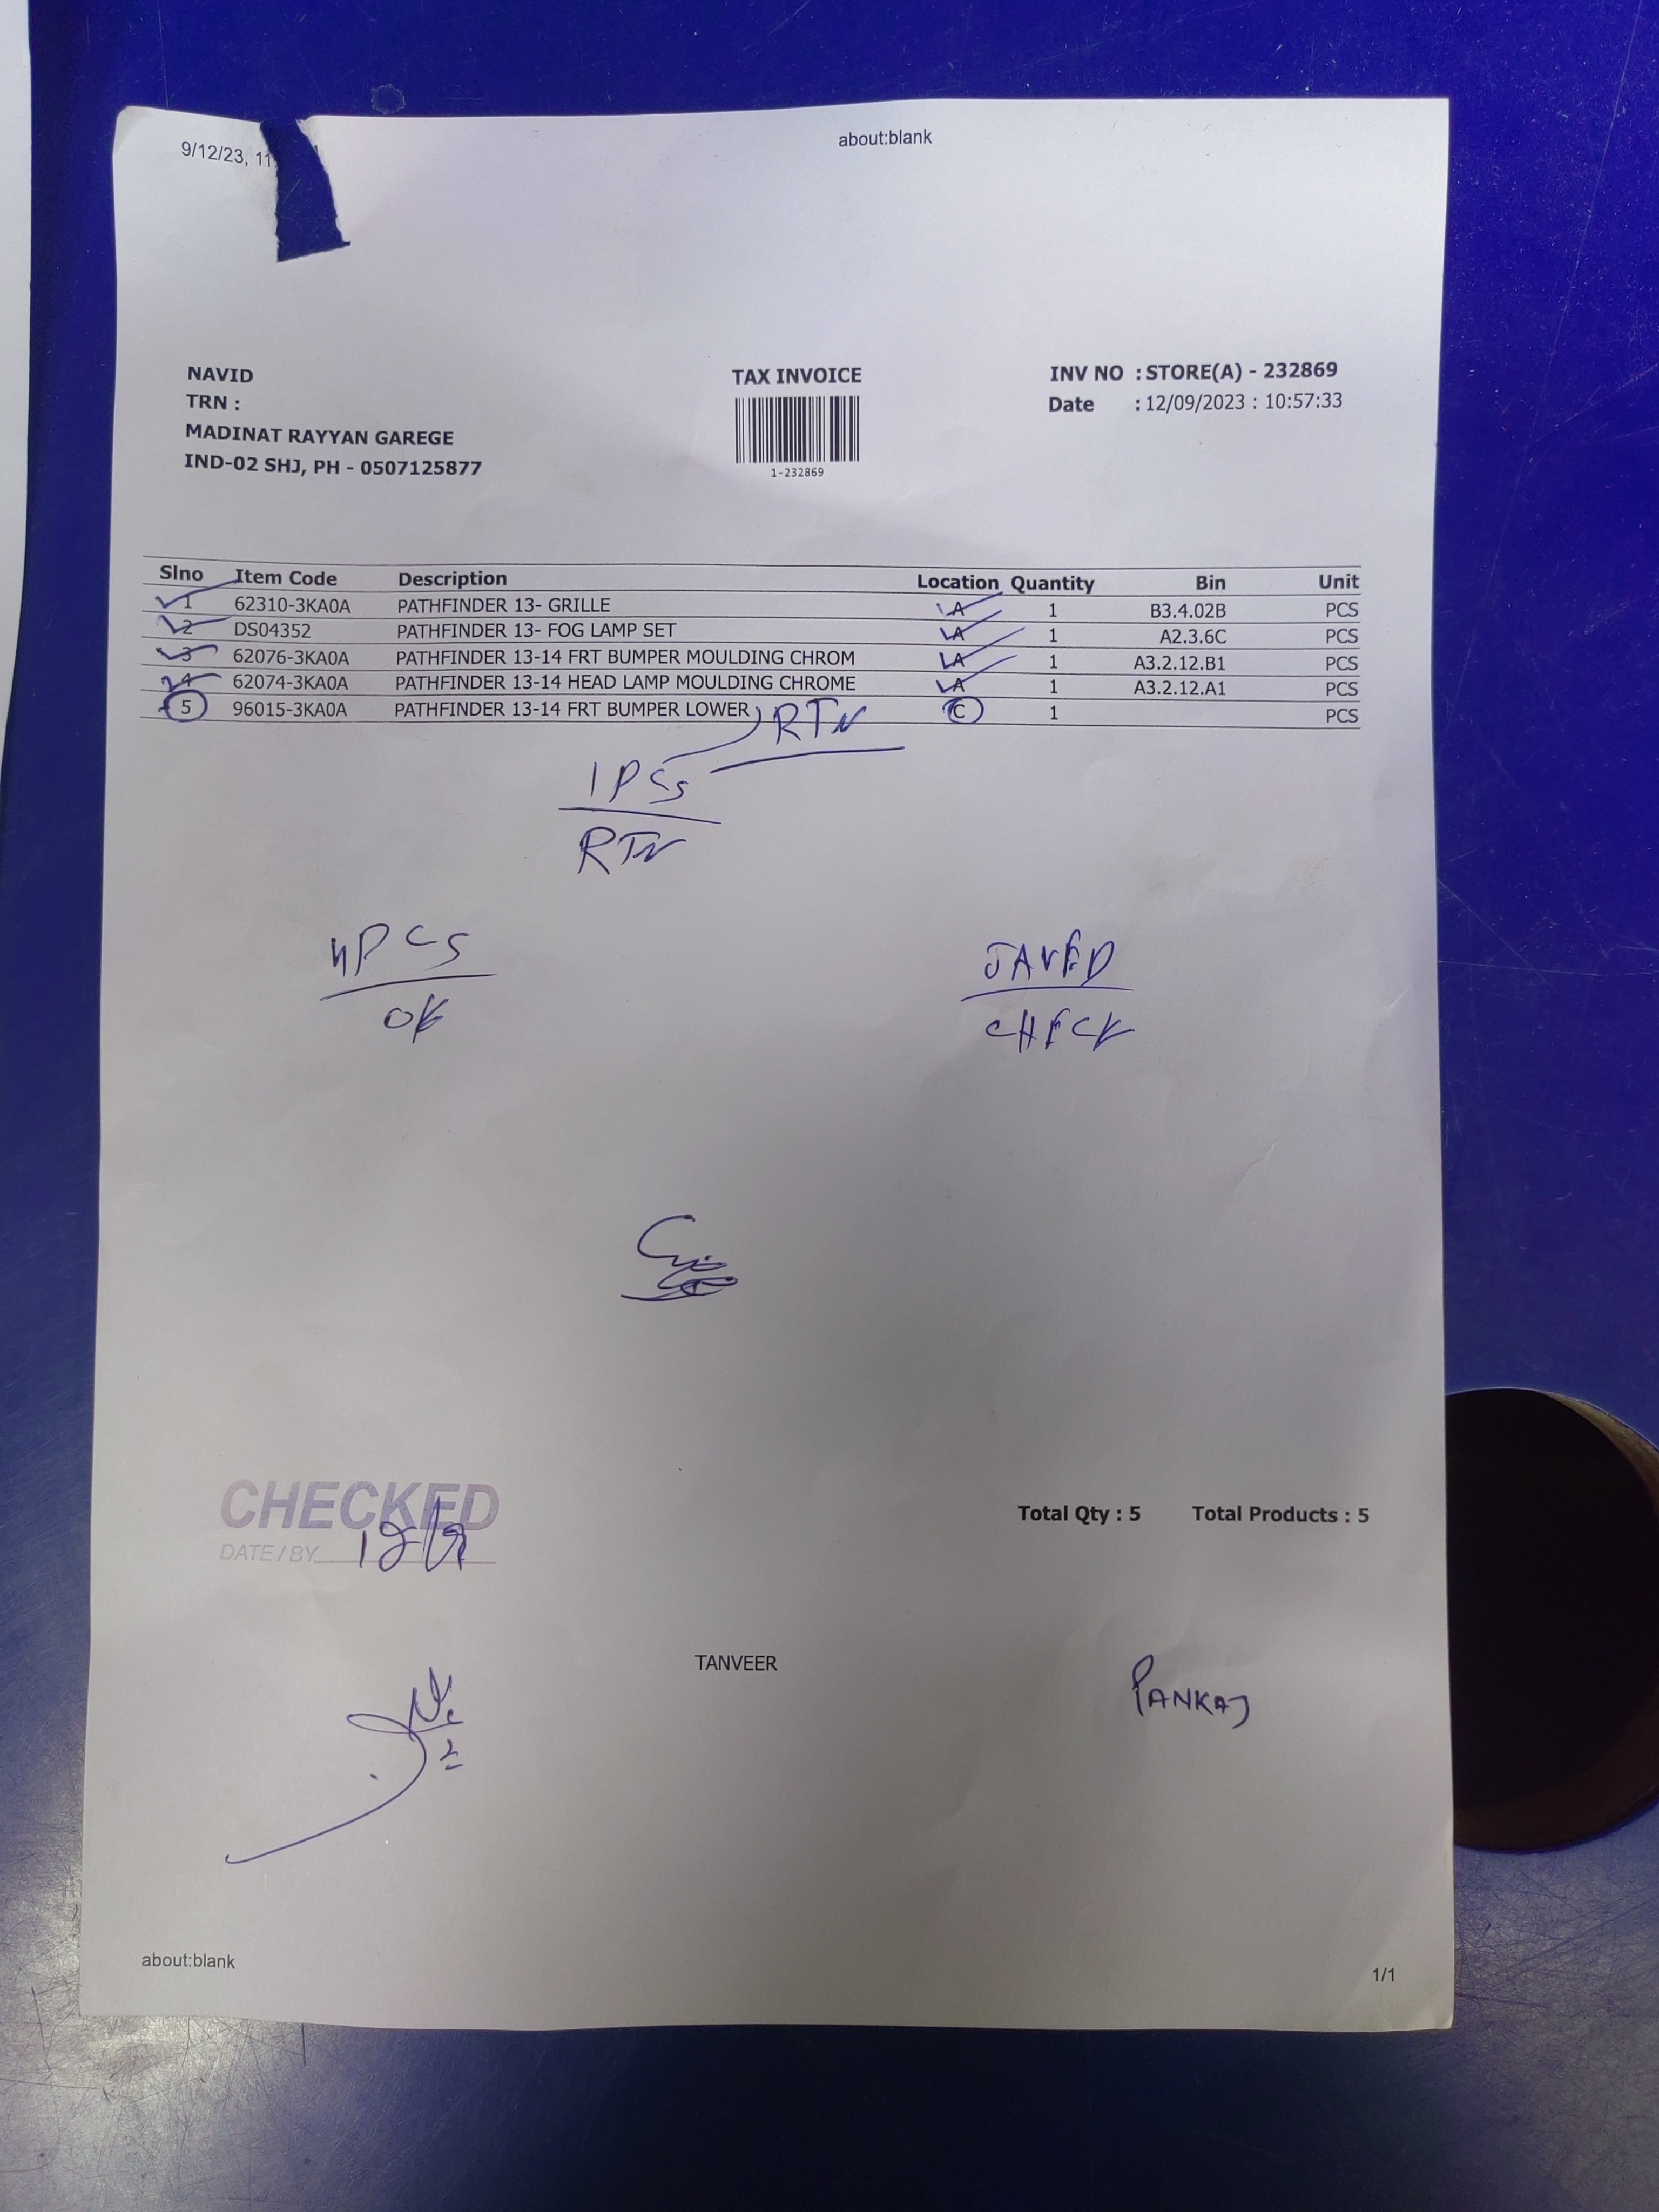 9/12/23, 11
about:blank
NAVID
TRN :
MADINAT RAYYAN GAREGE
IND-02 SHJ, PH - 0507125877
TAX INVOICE
1-232869
INV NO : STORE(A) - 232869
Date : 12/09/2023 : 10:57:33
Slno Item Code Description Location Quantity Bin Unit
1 62310-3KA0A PATHFINDER 13- GRILLE A 1 B3.4.02B PCS
2 DS04352 PATHFINDER 13- FOG LAMP SET A 1 A2.3.6C PCS
3 62076-3KA0A PATHFINDER 13-14 FRT BUMPER MOULDING CHROM A 1 A3.2.12.B1 PCS
4 62074-3KA0A PATHFINDER 13-14 HEAD LAMP MOULDING CHROME A 1 A3.2.12.A1 PCS
5 96015-3KA0A PATHFINDER 13-14 FRT BUMPER LOWER C 1 PCS
RTN
1 PCS
RTN
4PCS
OK
JAVED
CHECK
CHECKED
DATE / BY 12/9
Total Qty : 5 Total Products : 5
TANVEER
PANKAJ
about:blank
1/1